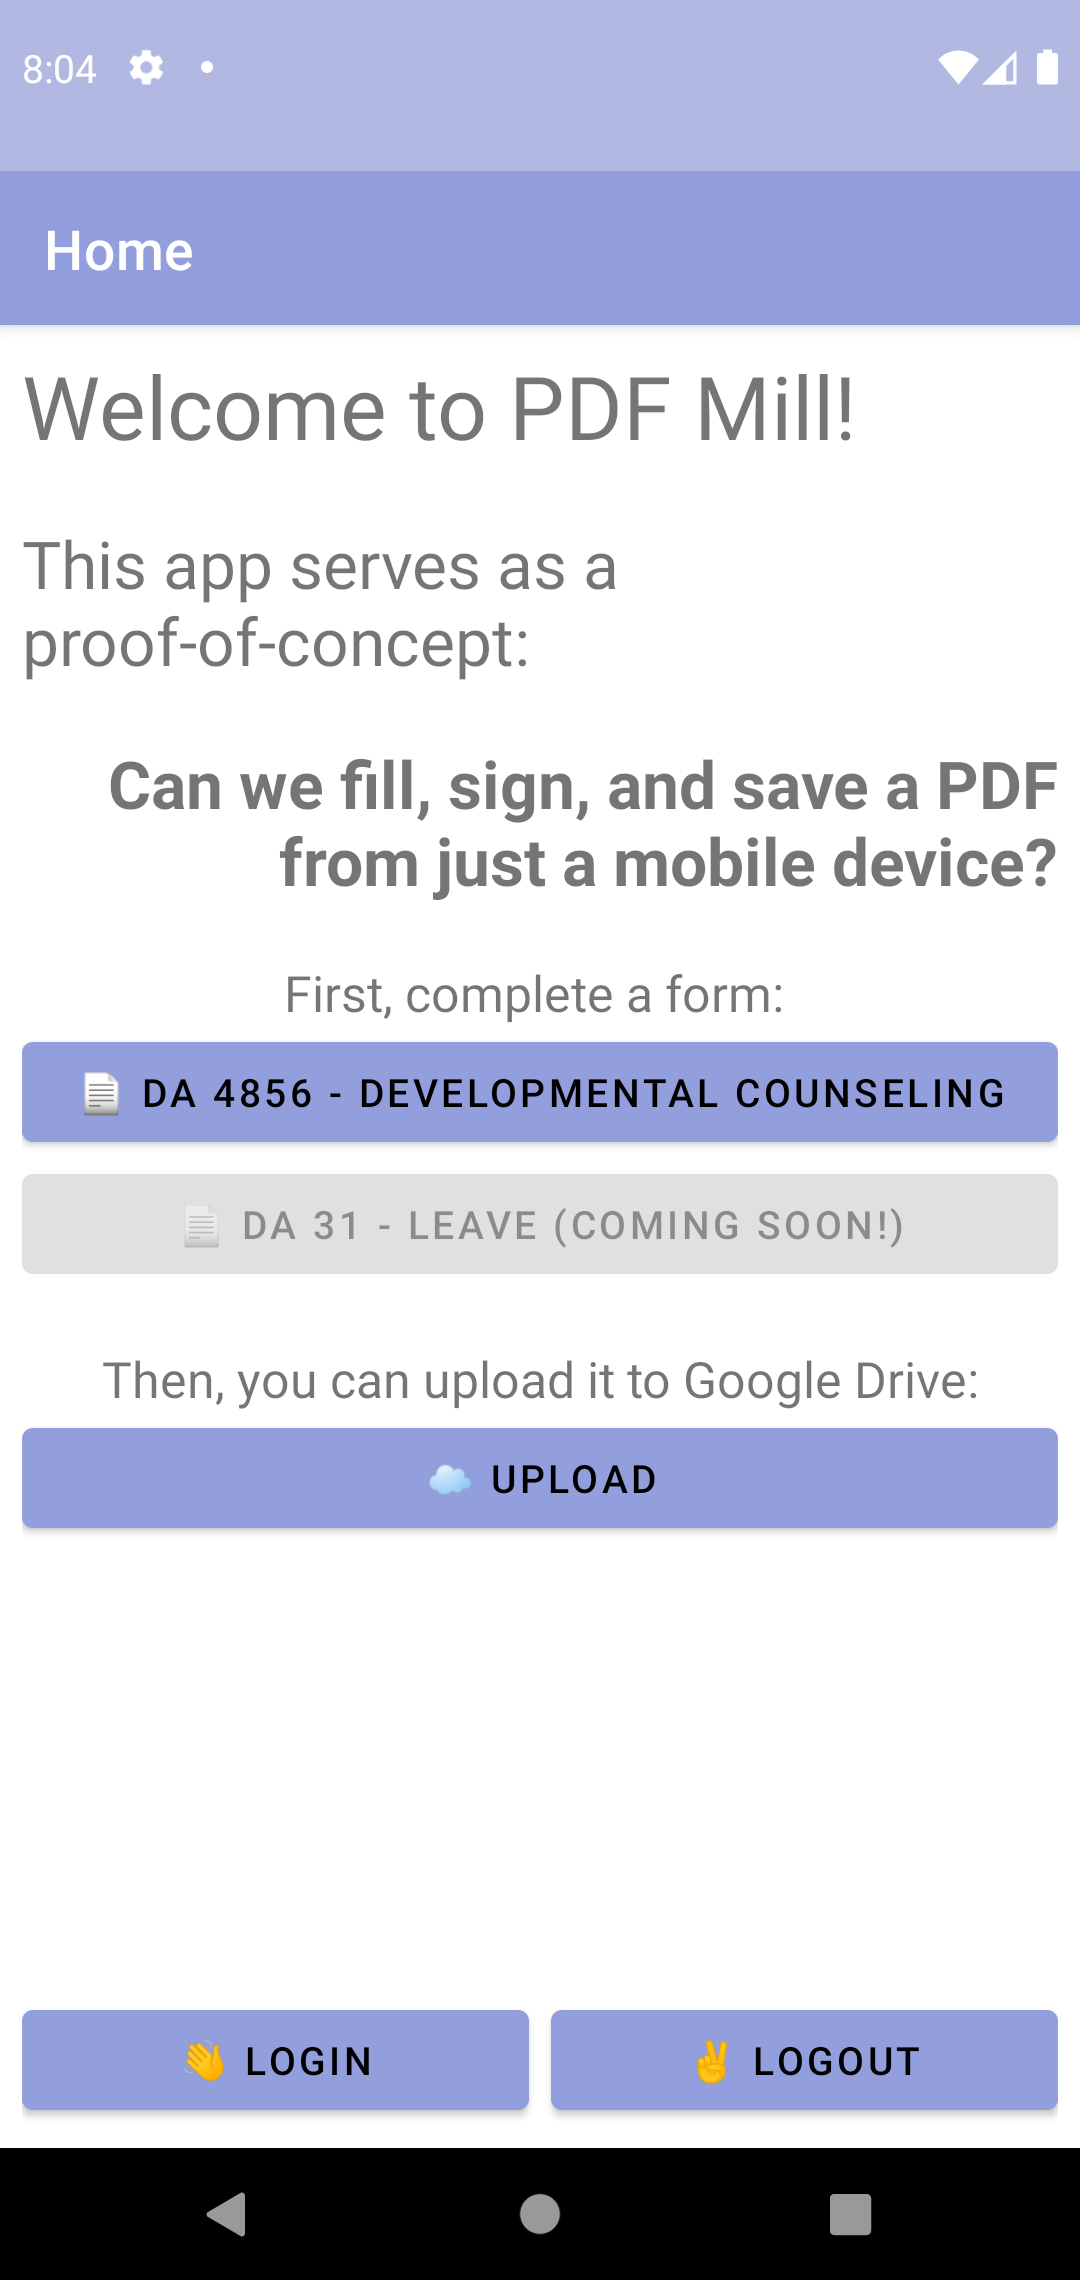 8:04
Home
Welcome to PDF Mill!
This app serves as a
proof-of-concept:
Can we fill, sign, and save a PDF
from just a mobile device?
First, complete a form:
📄 DA 4856 - DEVELOPMENTAL COUNSELING
📄 DA 31 - LEAVE (COMING SOON!)
Then, you can upload it to Google Drive:
☁️ UPLOAD
👋 LOGIN
✌️ LOGOUT